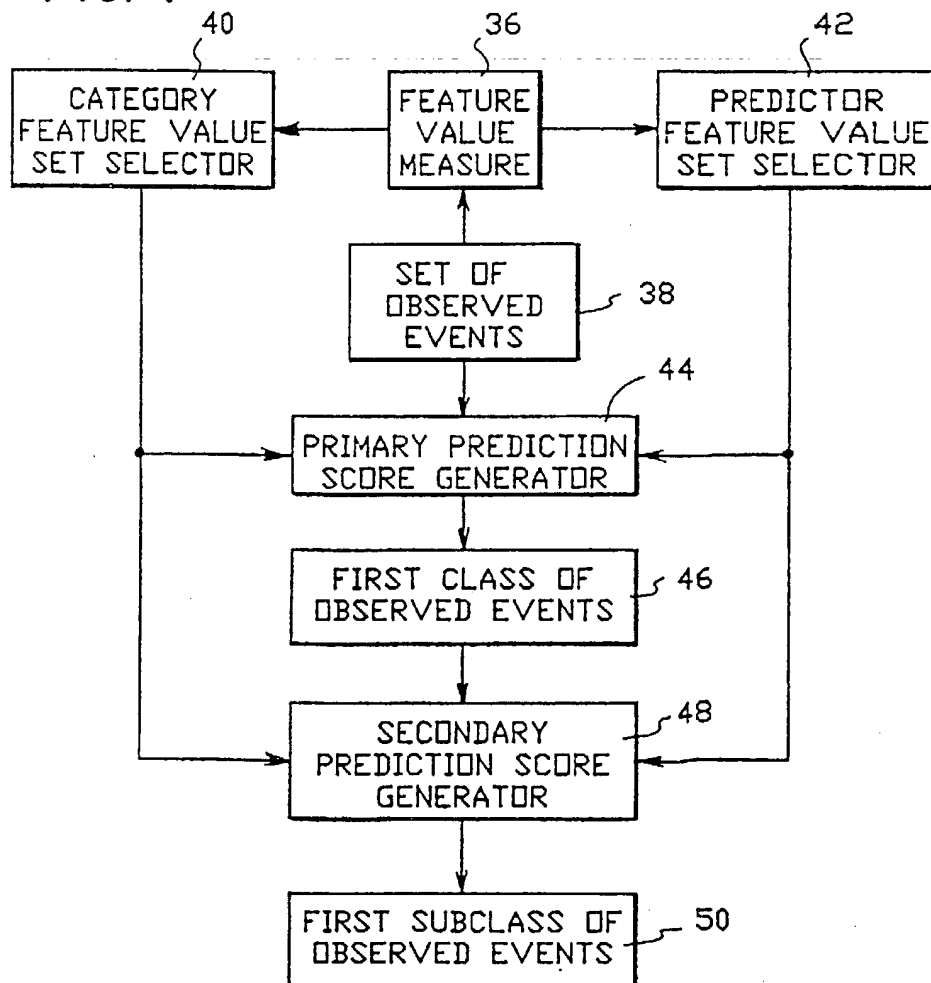 40
36
42
CATEGORY
FEATURE VALUE
SET SELECTOR
FEATURE
VALUE
MEASURE
PREDICTOR
FEATURE VALUE
SET SELECTOR
SET OF
OBSERVED
EVENTS
38
44
PRIMARY PREDICTION
SCORE GENERATOR
FIRST CLASS OF
OBSERVED EVENTS
46
SECONDARY
PREDICTION SCORE
GENERATOR
48
FIRST SUBCLASS OF
OBSERVED EVENTS
50